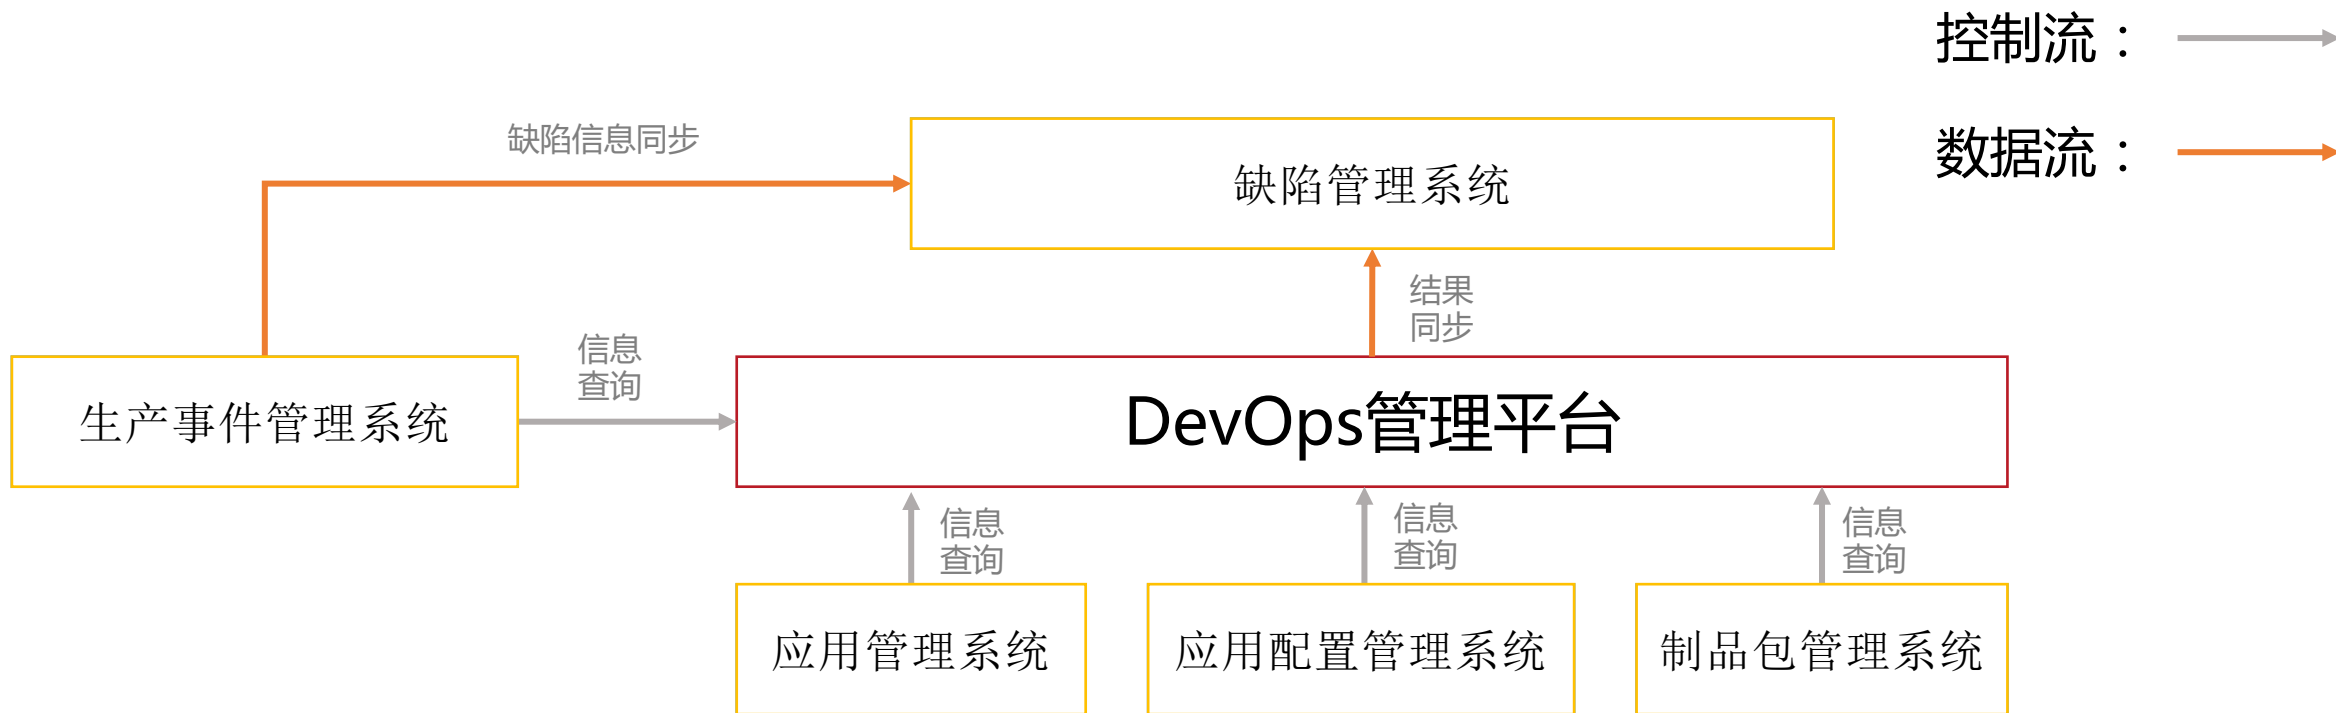 控制流：
缺陷信息同步
数据流：
缺陷管理系统
结果
同步
信息
查询
生产事件管理系统
DevOps管理平台
信息
查询
信息
查询
信息
查询
应用管理系统
应用配置管理系统
制品包管理系统